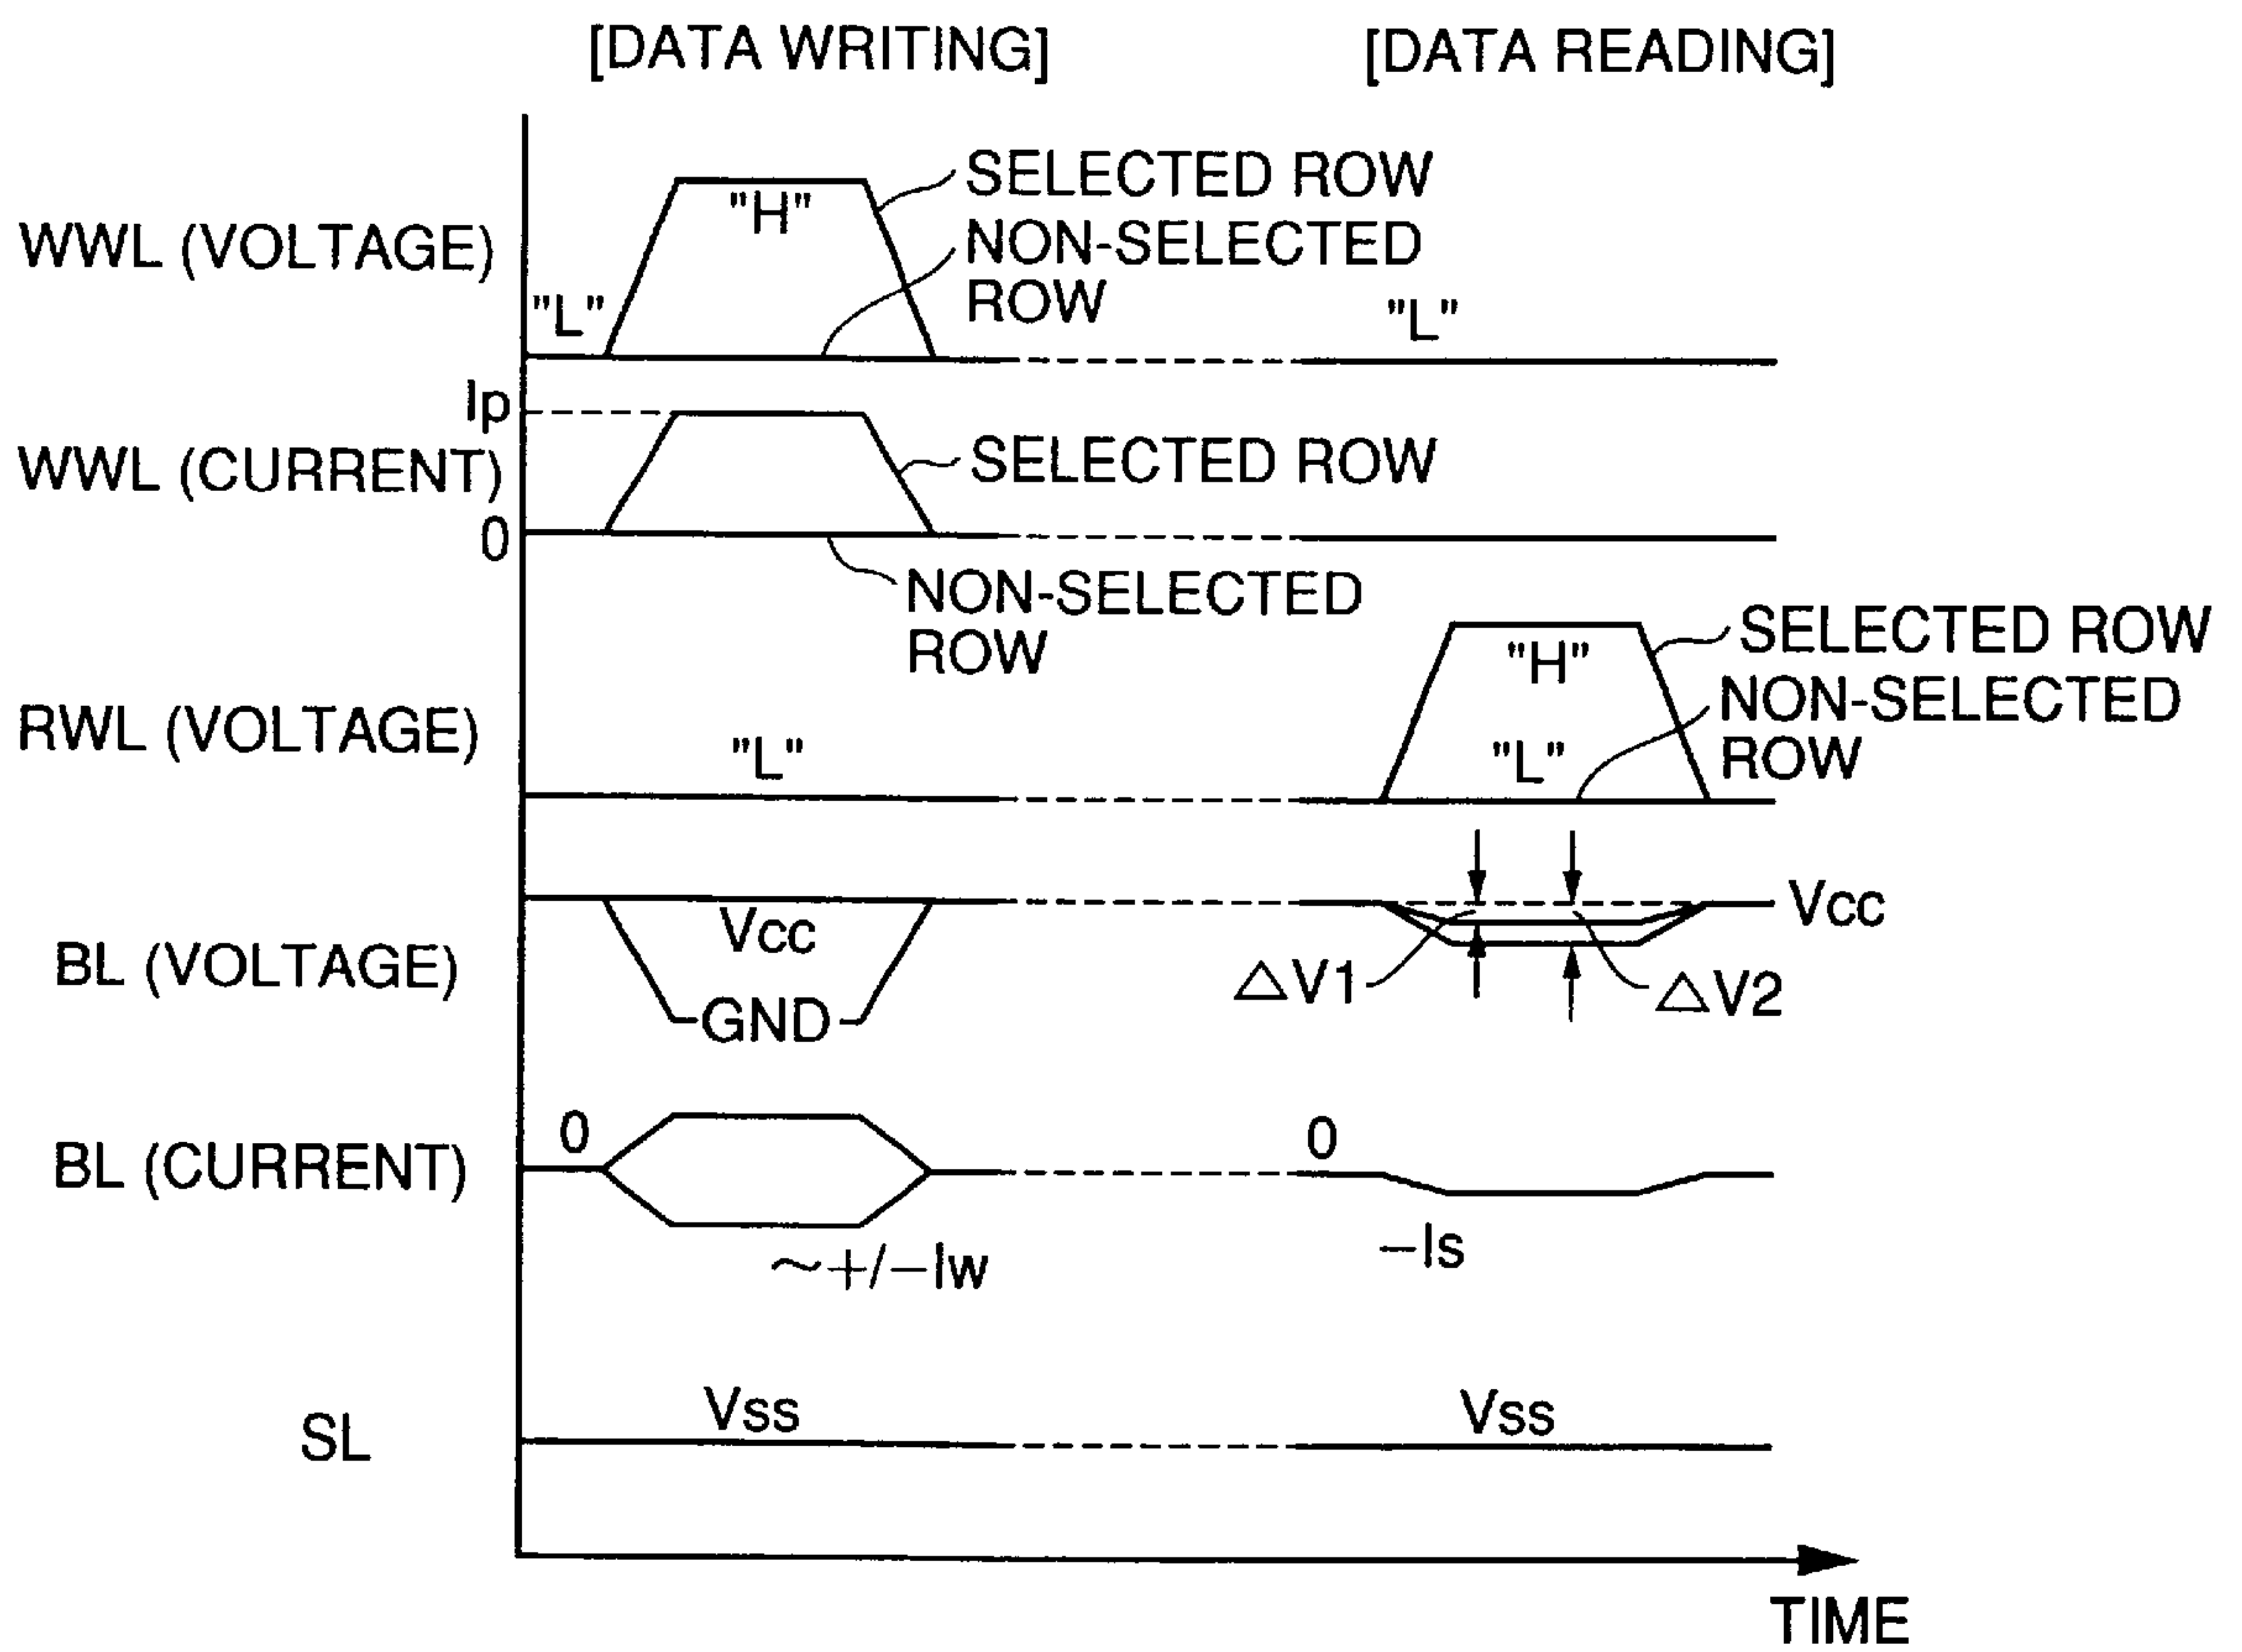 [DATA WRITING]
[DATA READING]
WWL (VOLTAGE)
"L"
"H"
SELECTED ROW
NON-SELECTED
ROW
"L"
Ip
WWL (CURRENT)
0
SELECTED ROW
NON-SELECTED
ROW
RWL (VOLTAGE)
"L"
"H"
"L"
SELECTED ROW
NON-SELECTED
ROW
BL (VOLTAGE)
Vcc
GND
△V1
△V2
Vcc
BL (CURRENT)
0
~+/−Iw
0
−Is
SL
Vss
Vss
TIME